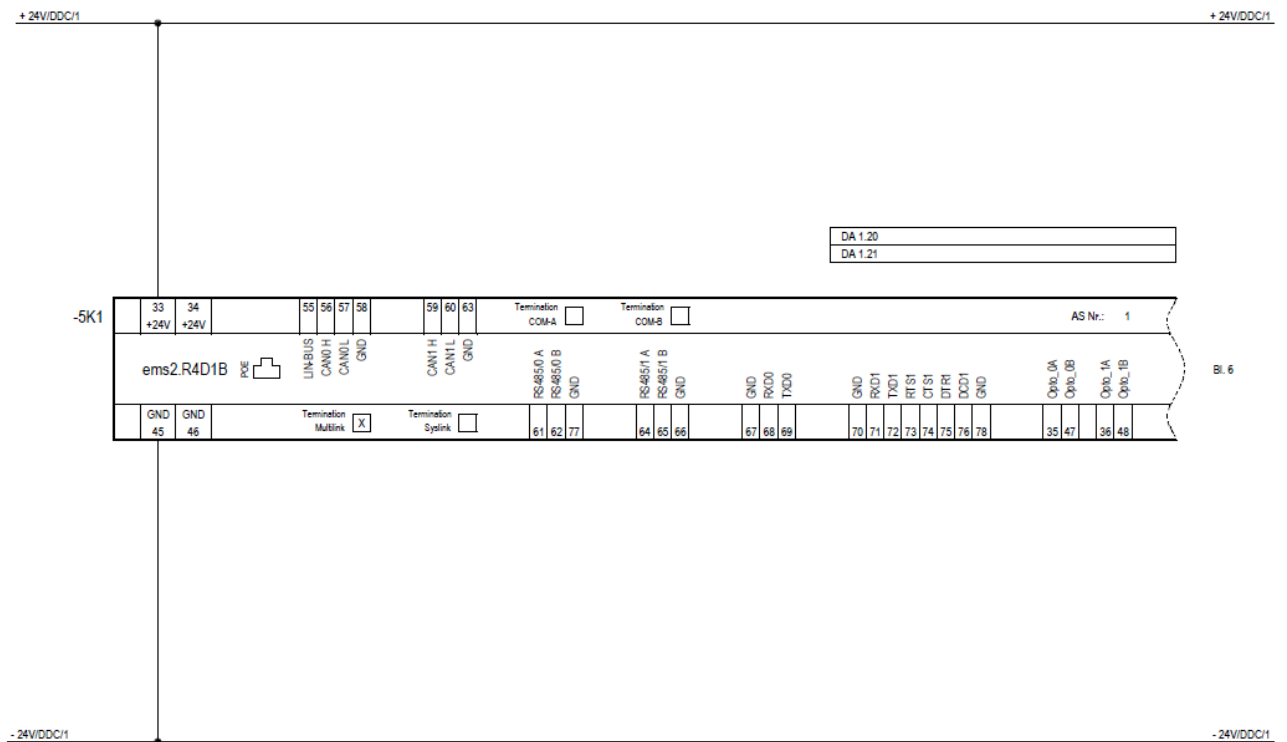 + 24V/DDC/1 + 24V/DDC/1
DA 1.20
DA 1.21
-5K1
33 34 55 56 57 58 59 60 63 Termination COM-A Termination COM-B AS Nr.: 1
+24V +24V
ems2.R4D1B POE LIN-BUS CAN0 H CAN0 L GND CAN1 H CAN1 L GND RS485/0 A RS485/0 B GND RS485/1 A RS485/1 B GND GND RXD0 TXD0 GND RXD1 TXD1 RTS1 CTS1 DTR1 DCD1 GND Opto_0A Opto_0B Opto_1A Opto_1B Bl. 6
GND GND Termination Multilink X Termination Syslink
45 46 61 62 77 64 65 66 67 68 69 70 71 72 73 74 75 76 78 35 47 36 48
- 24V/DDC/1 - 24V/DDC/1